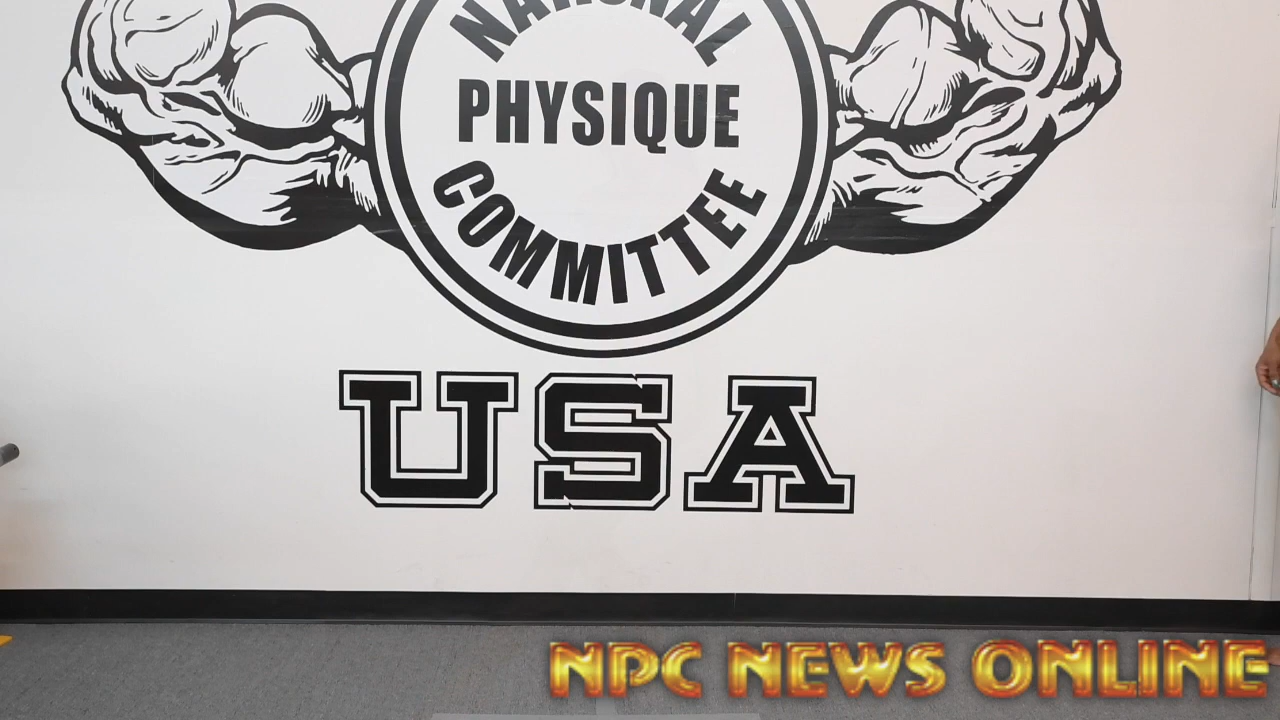 NATIONAL
PHYSIQUE
COMMITTEE
USA
NPC NEWS ONLINE